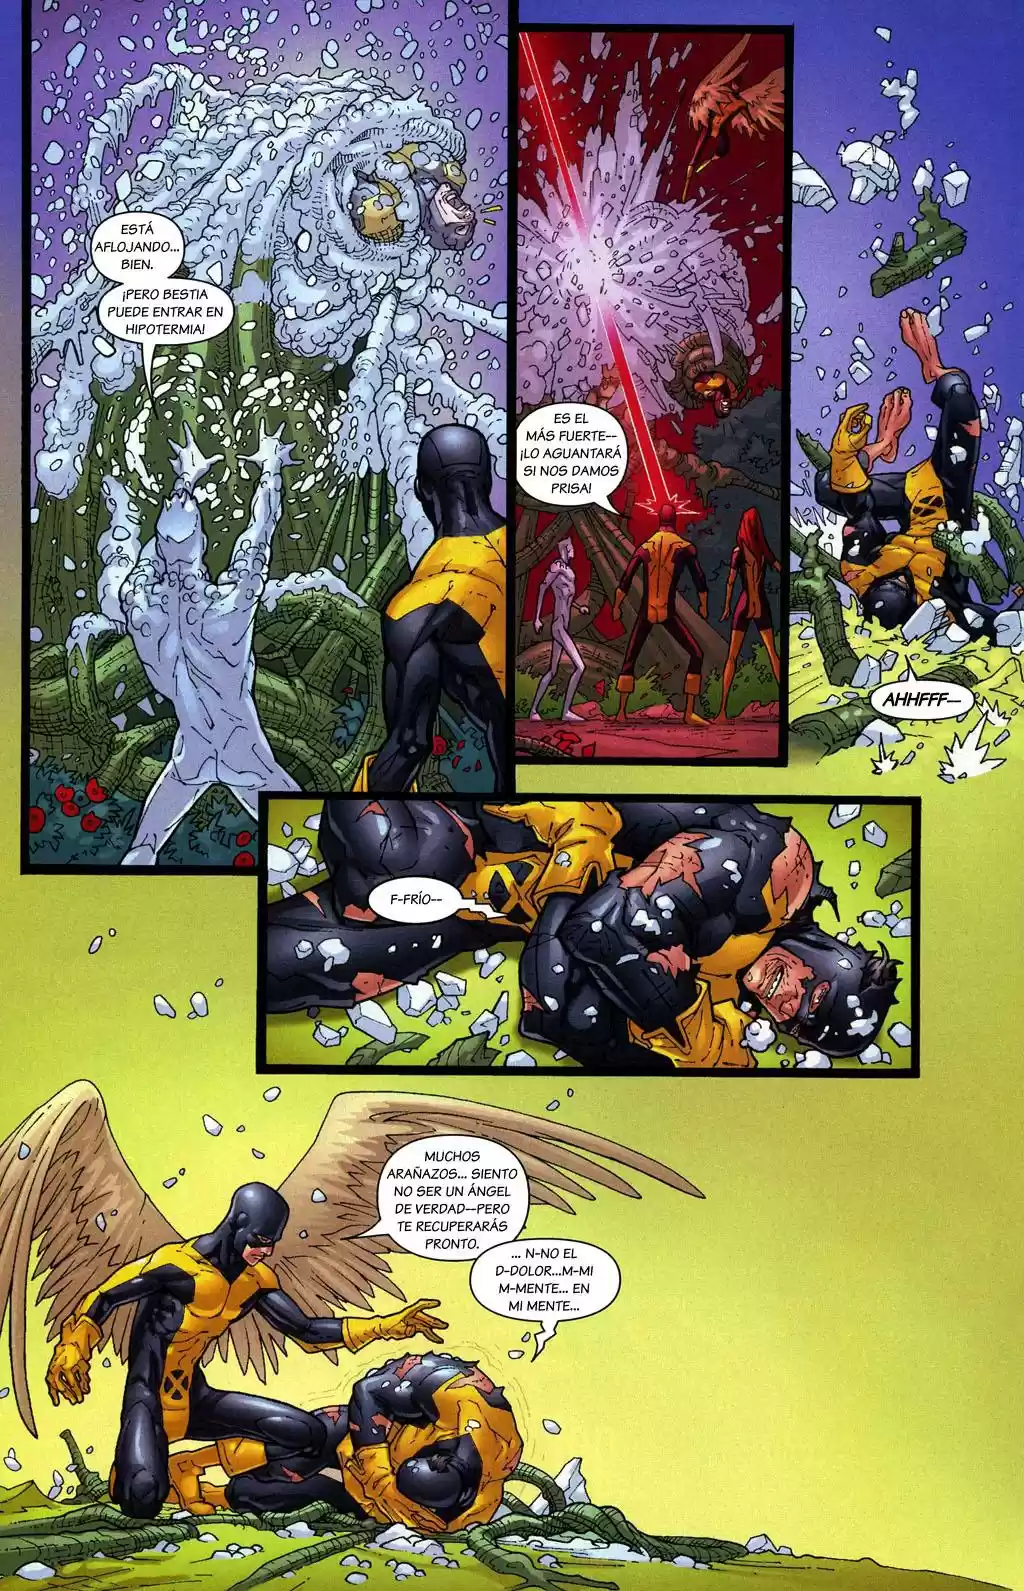 ESTÁ
AFLOJANDO...
BIEN.
¡PERO BESTIA
PUEDE ENTRAR EN
HIPOTERMIA!
ES EL
MÁS FUERTE--
¡LO AGUANTARÁ
SI NOS DAMOS
PRISA!
AHHFFF--
F-FRÍO--
MUCHOS
ARAÑAZOS... SIENTO
NO SER UN ÁNGEL
DE VERDAD--PERO
TE RECUPERARÁS
PRONTO.
... N-NO EL
D-DOLOR...M-MI
M-MENTE... EN
MI MENTE...